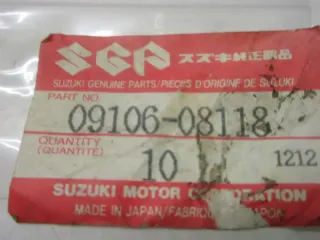 SGP スズキ純正部品
SUZUKI GENUINE PARTS/PIECES D'ORIGINE DE SUZUKI
PART NO.
09106-08118
QUANTITY
(QUANTITE)
10
1212
SUZUKI MOTOR CORPORATION
MADE IN JAPAN/FABRIQUE JAPON